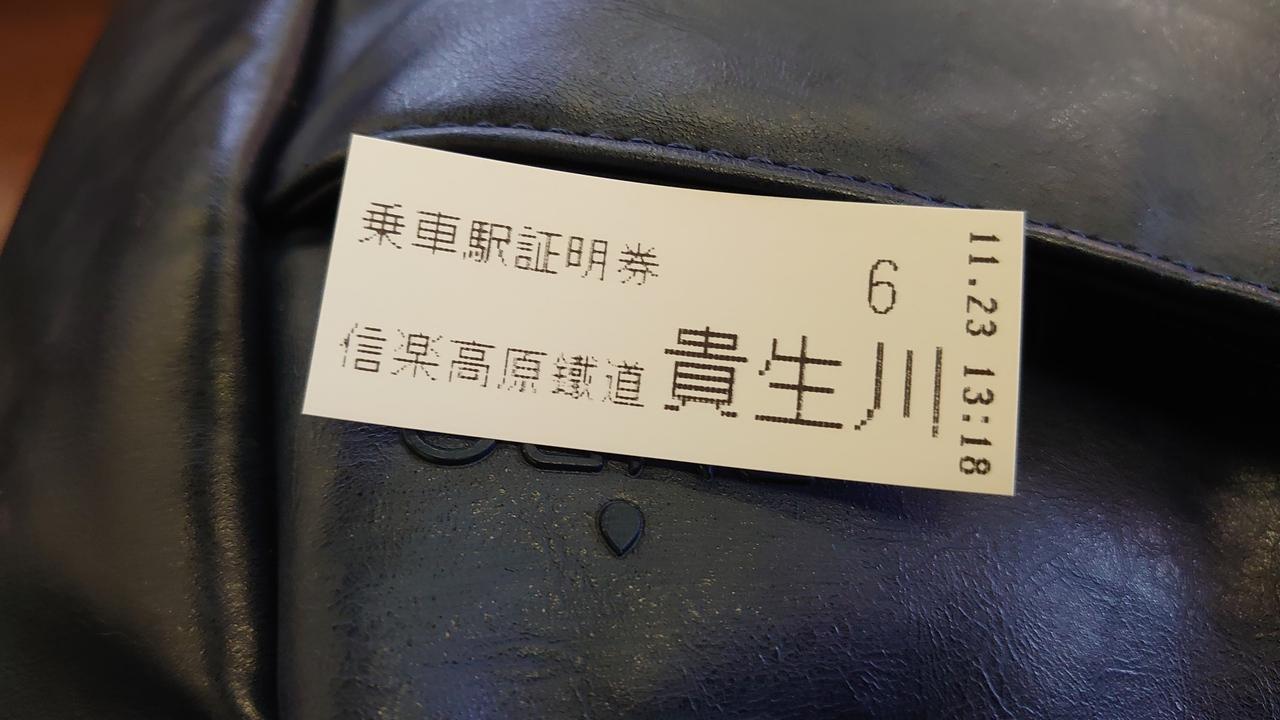 乗車駅証明券
6
信楽高原鐵道 貴生川
11.23 13:18